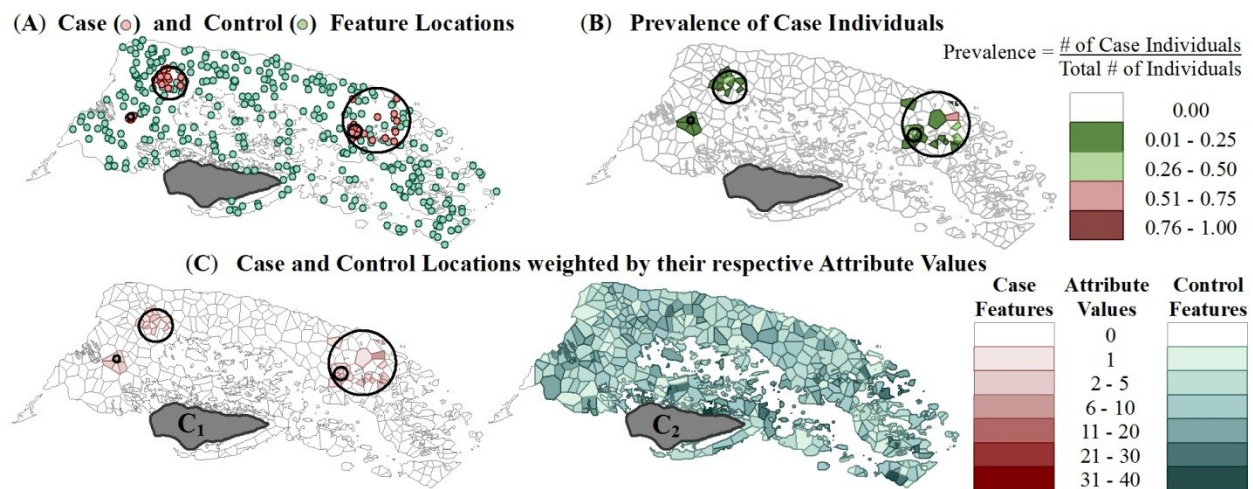 (A) Case ( ) and Control ( ) Feature Locations
(B) Prevalence of Case Individuals
Prevalence = # of Case Individuals
Total # of Individuals
0.00
0.01 - 0.25
0.26 - 0.50
0.51 - 0.75
0.76 - 1.00
(C) Case and Control Locations weighted by their respective Attribute Values
C₁
C₂
Case Attribute Control
Features Values Features
0
1
2 - 5
6 - 10
11 - 20
21 - 30
31 - 40